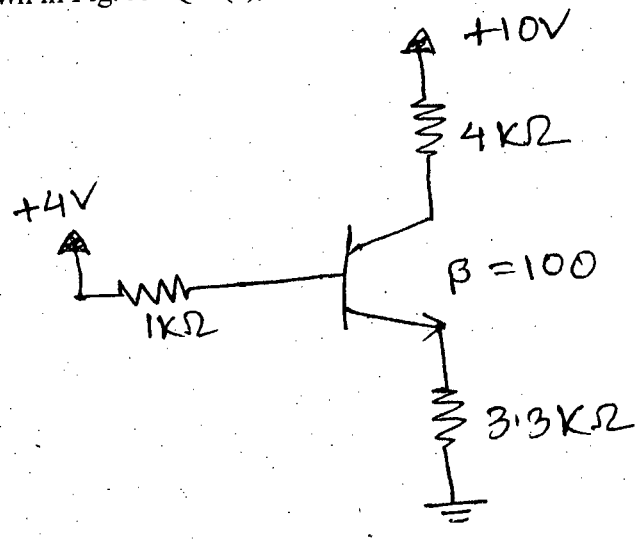 wn in Fig.
+10V
4KΩ
+4V
β = 100
1KΩ
3.3KΩ